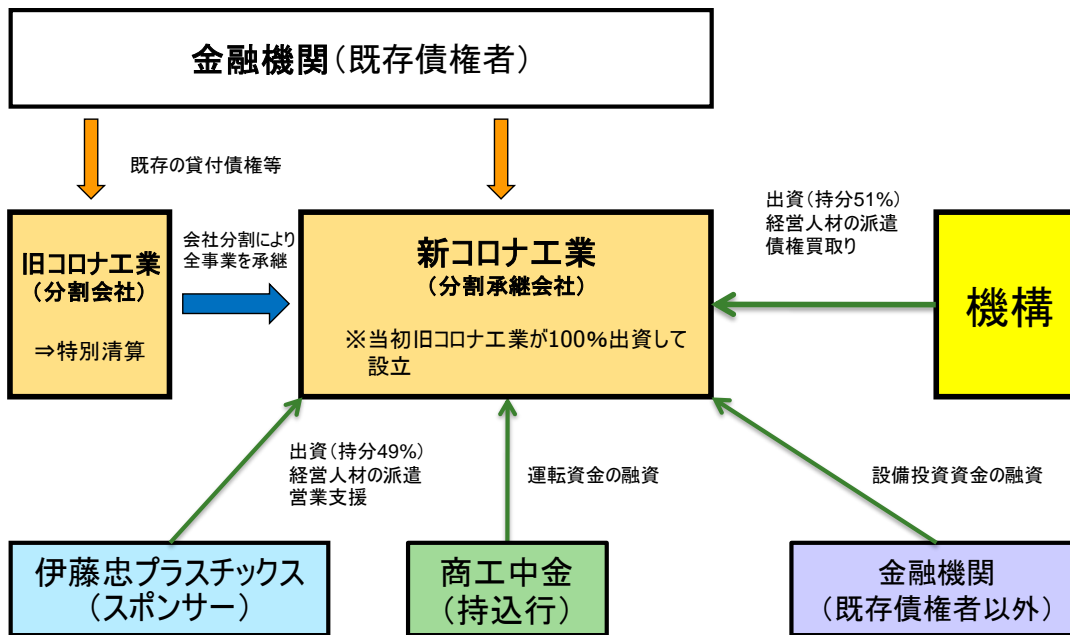 金融機関(既存債権者)
既存の貸付債権等
旧コロナ工業
(分割会社)
⇒特別清算
会社分割により
全事業を承継
新コロナ工業
(分割承継会社)
※当初旧コロナ工業が100%出資して
設立
出資(持分51%)
経営人材の派遣
債権買取り
機構
出資(持分49%)
経営人材の派遣
営業支援
運転資金の融資
設備投資資金の融資
伊藤忠プラスチックス
(スポンサー)
商工中金
(持込行)
金融機関
(既存債権者以外)